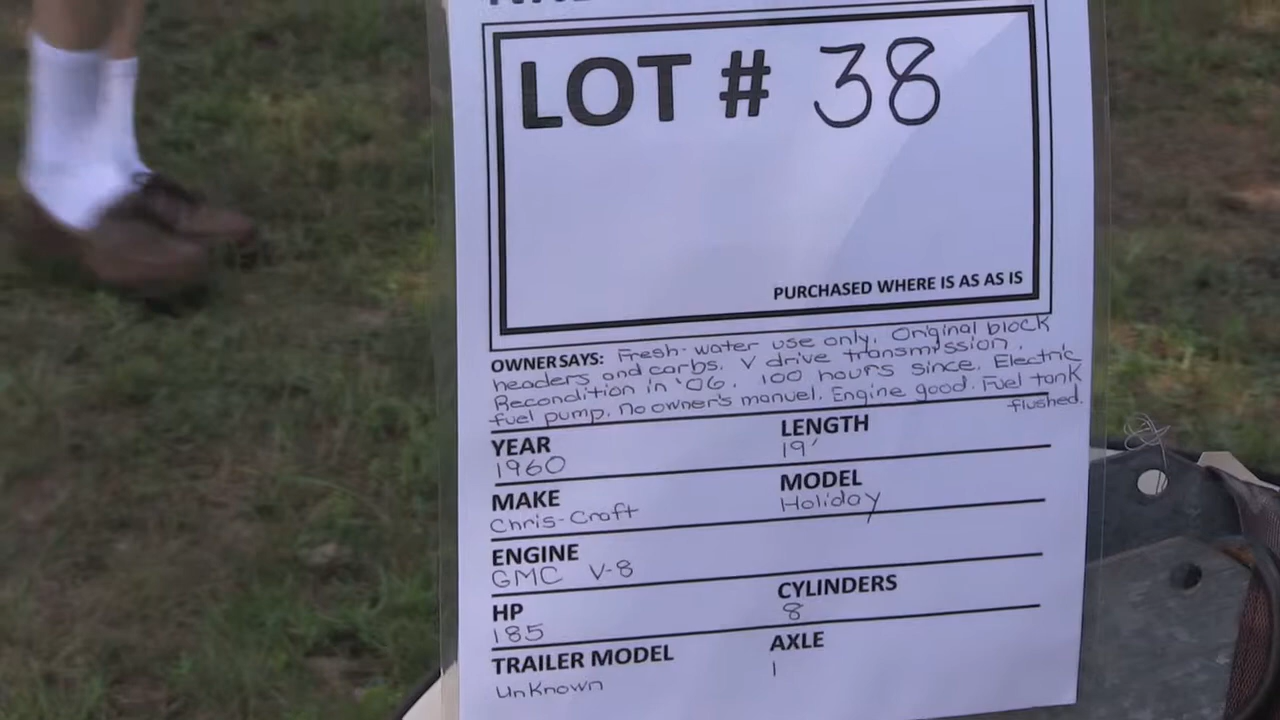 LOT # 38
PURCHASED WHERE IS AS AS IS
OWNER SAYS: Fresh-water use only. Original block
headers and carbs. V drive transmission.
Recondition in '06. 100 hours since. Electric
fuel pump. No owner's manuel. Engine good. Fuel tank
flushed.
YEAR LENGTH
1960 19'
MAKE MODEL
Chris-Craft Holiday
ENGINE
GMC V-8
HP CYLINDERS
185 8
TRAILER MODEL AXLE
Unknown 1